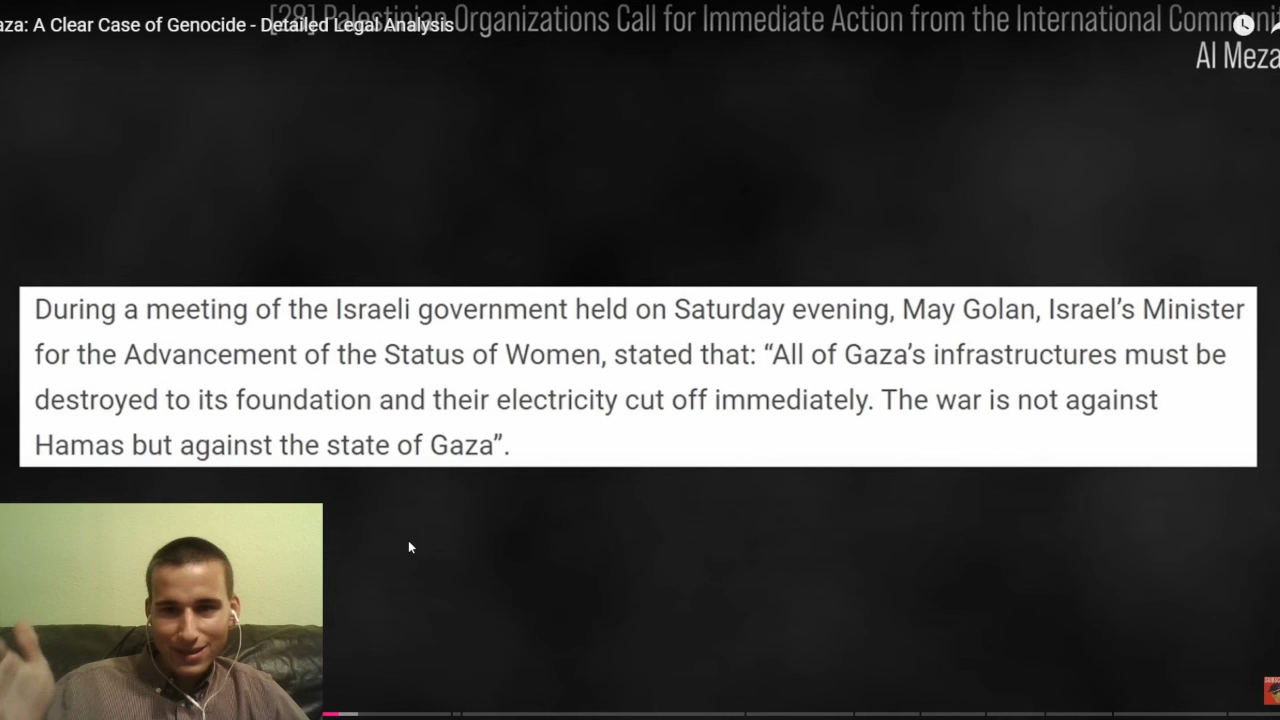 [29] Palestinian Organizations Call for Immediate Action from the International Communi
aza: A Clear Case of Genocide - Detailed Legal Analysis
Al Meza
During a meeting of the Israeli government held on Saturday evening, May Golan, Israel’s Minister
for the Advancement of the Status of Women, stated that: “All of Gaza’s infrastructures must be
destroyed to its foundation and their electricity cut off immediately. The war is not against
Hamas but against the state of Gaza”.